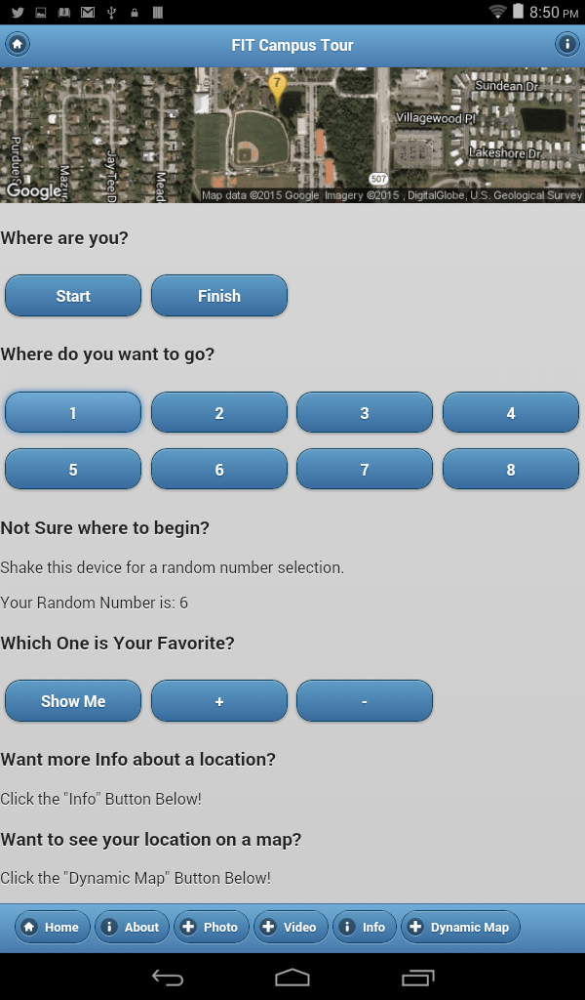 8:50 PM
FIT Campus Tour
7
Sundean Dr
Villagewood Pl
Lakeshore Dr
Purdue
Mazur
JayTee D
Mead
507
Google
Map data ©2015 Google Imagery ©2015 , DigitalGlobe, U.S. Geological Survey
Where are you?
Start Finish
Where do you want to go?
1 2 3 4
5 6 7 8
Not Sure where to begin?
Shake this device for a random number selection.
Your Random Number is: 6
Which One is Your Favorite?
Show Me + -
Want more Info about a location?
Click the "Info" Button Below!
Want to see your location on a map?
Click the "Dynamic Map" Button Below!
Home About Photo Video Info Dynamic Map